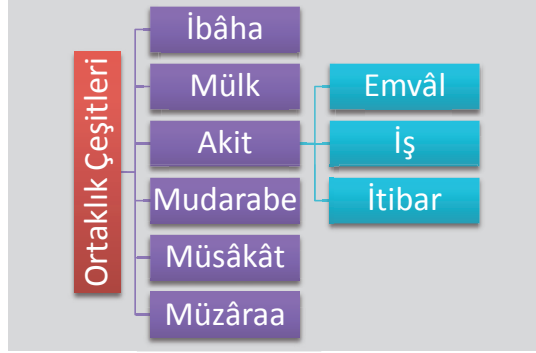 Ortaklık Çeşitleri
İbâha
Mülk
Akit
Mudarabe
Müsâkât
Müzâraa
Emvâl
İş
İtibar